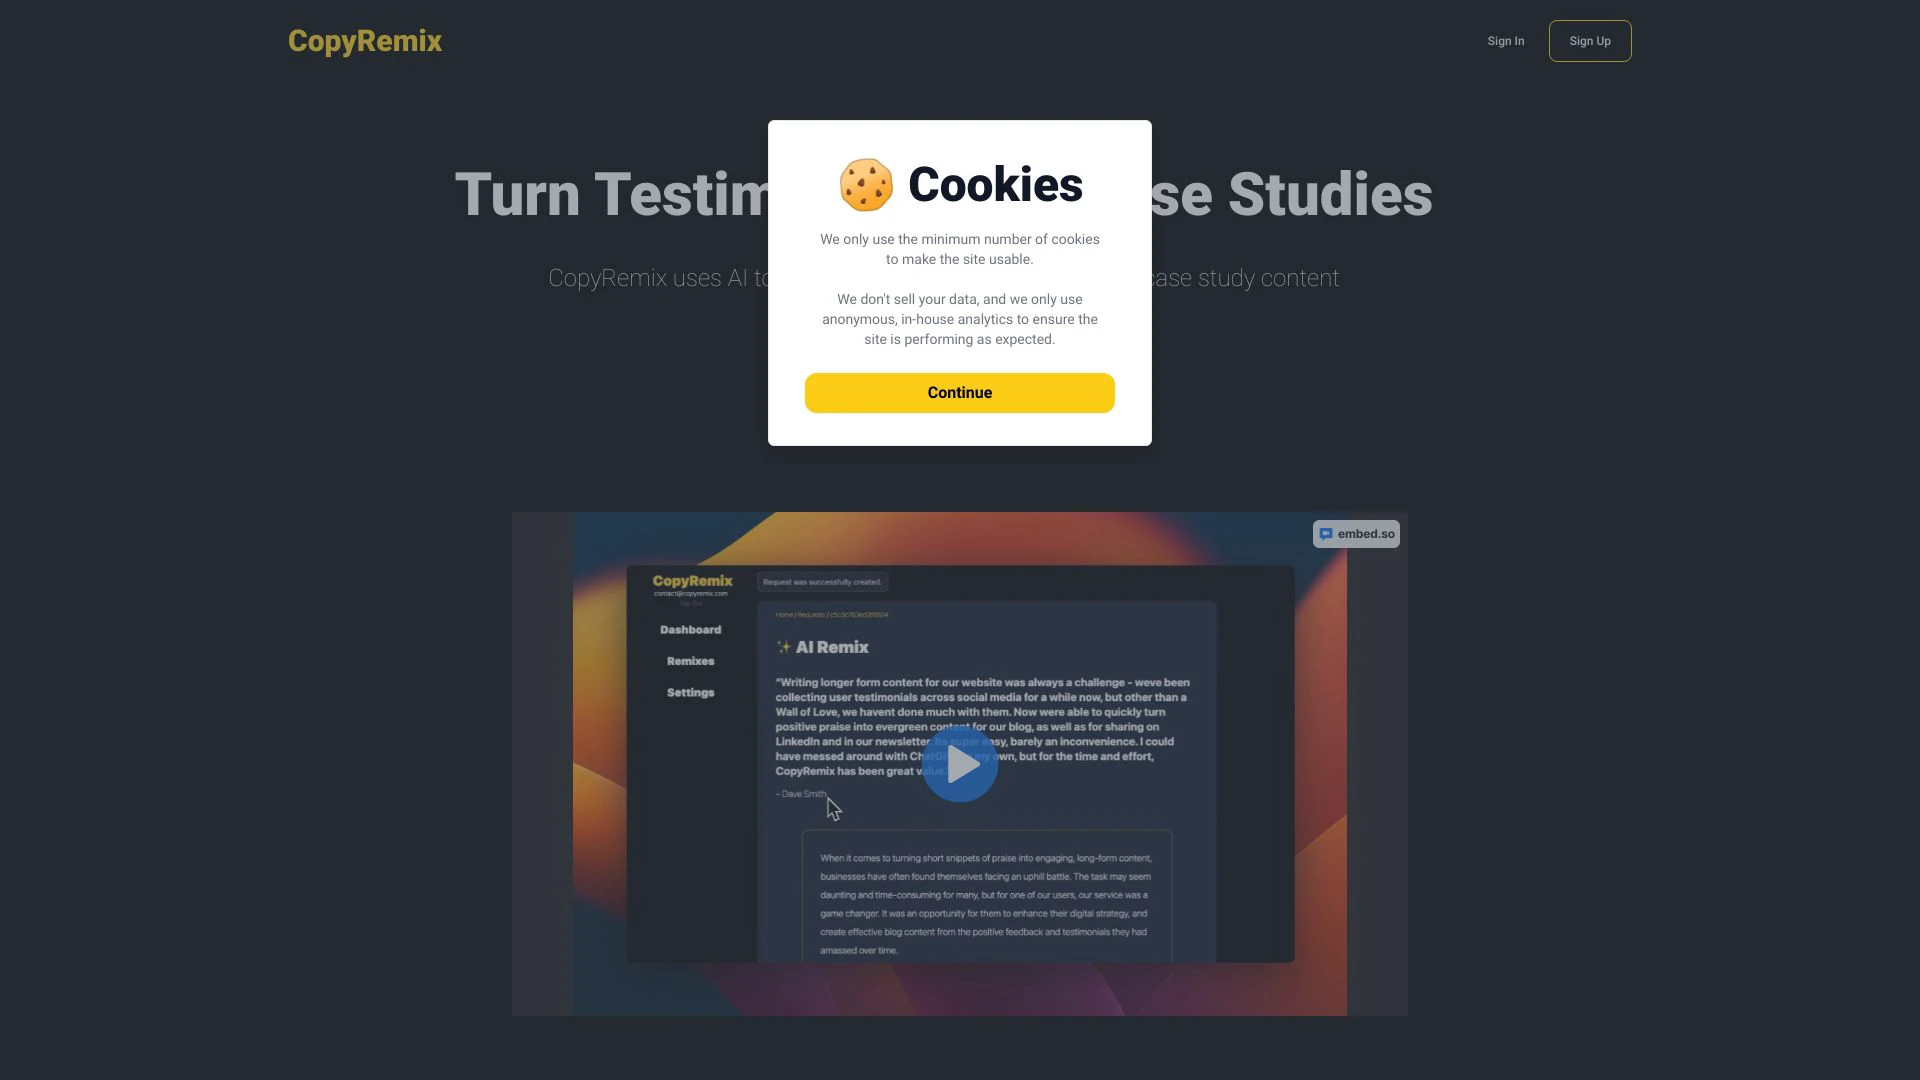 CopyRemix
Sign In
Sign Up
Turn Testim
se Studies
CopyRemix uses AI to
case study content
Cookies
We only use the minimum number of cookies
to make the site usable.
We don't sell your data, and we only use
anonymous, in-house analytics to ensure the
site is performing as expected.
Continue
embed.so
CopyRemix
contact@copyremix.com
Sign Out
Request was successfully created.
Dashboard
Remixes
Settings
Home / Requests /
✨ AI Remix
“Writing longer form content for our website was always a challenge - weve been
collecting user testimonials across social media for a while now, but other than a
Wall of Love, we havent done much with them. Now were able to quickly turn
positive praise into evergreen content for our blog, as well as for sharing on
LinkedIn and in our newsletter. Its super easy, barely an inconvenience. I could
have messed around with my own, but for the time and effort,
CopyRemix has been great value.
- Dave Smith
When it comes to turning short snippets of praise into engaging, long-form content,
businesses have often found themselves facing an uphill battle. The task may seem
daunting and time-consuming for many, but for one of our users, our service was a
game changer. It was an opportunity for them to enhance their digital strategy, and
create effective blog content from the positive feedback and testimonials they had
amassed over time.